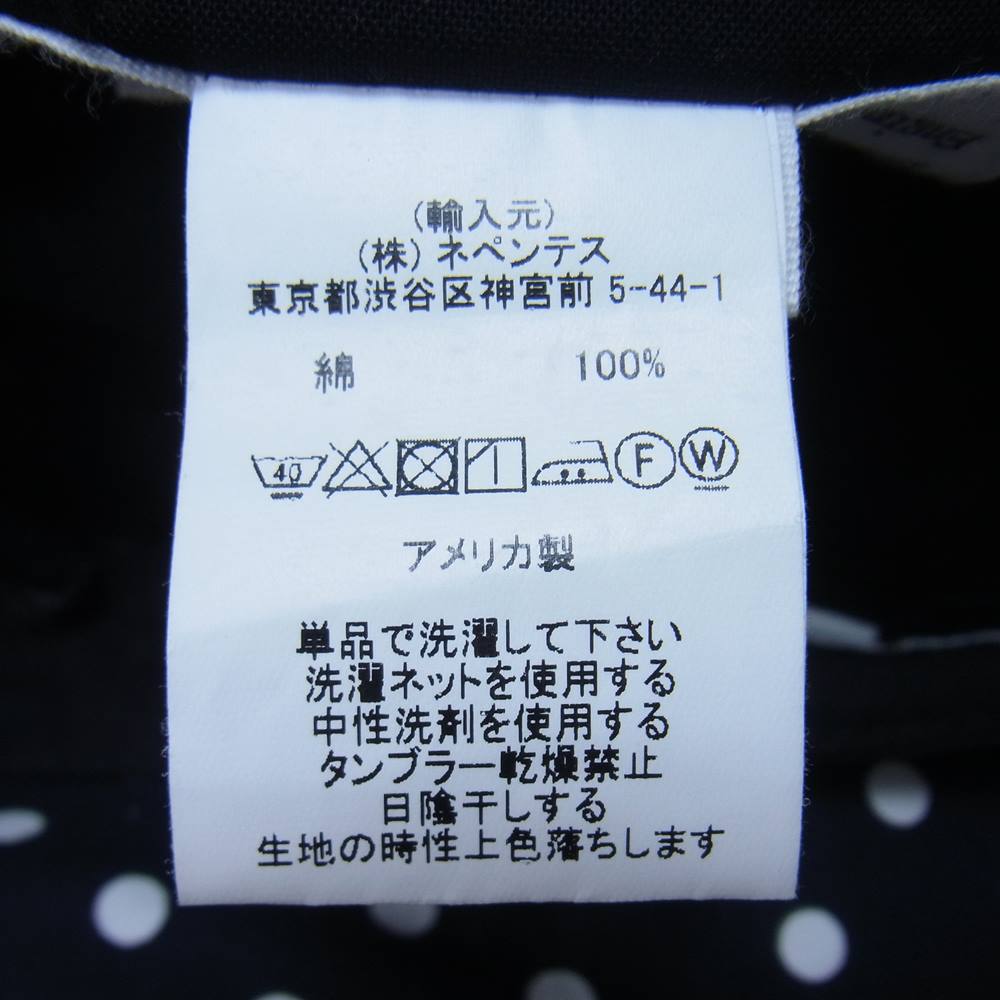 (輸入元)
(株) ネペンテス
東京都渋谷区神宮前 5-44-1
綿 100%
40 F W
アメリカ製
単品で洗濯して下さい
洗濯ネットを使用する
中性洗剤を使用する
タンブラー乾燥禁止
日陰干しする
生地の時性上色落ちします